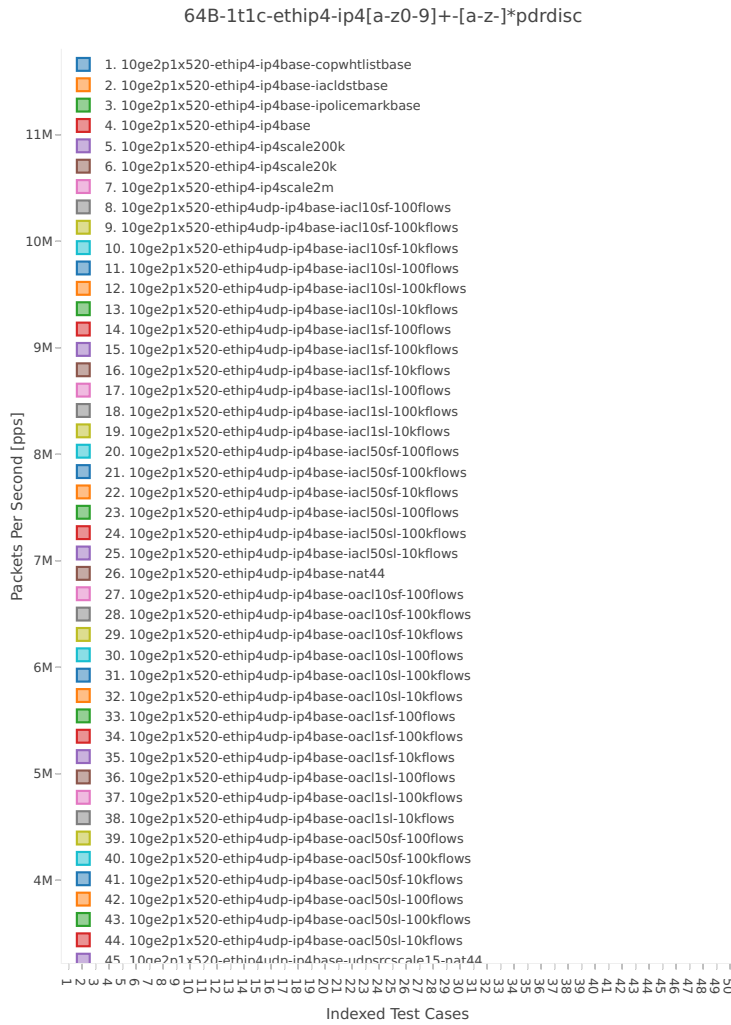 64B-1t1c-ethip4-ip4[a-z0-9]+-[a-z-]*pdrdisc
1. 10ge2p1x520-ethip4-ip4base-copwhtlistbase
2. 10ge2p1x520-ethip4-ip4base-iacldstbase
3. 10ge2p1x520-ethip4-ip4base-ipolicemarkbase
4. 10ge2p1x520-ethip4-ip4base
5. 10ge2p1x520-ethip4-ip4scale200k
6. 10ge2p1x520-ethip4-ip4scale20k
7. 10ge2p1x520-ethip4-ip4scale2m
8. 10ge2p1x520-ethip4udp-ip4base-iacl10sf-100flows
9. 10ge2p1x520-ethip4udp-ip4base-iacl10sf-100kflows
10. 10ge2p1x520-ethip4udp-ip4base-iacl10sf-10kflows
11. 10ge2p1x520-ethip4udp-ip4base-iacl10sl-100flows
12. 10ge2p1x520-ethip4udp-ip4base-iacl10sl-100kflows
13. 10ge2p1x520-ethip4udp-ip4base-iacl10sl-10kflows
14. 10ge2p1x520-ethip4udp-ip4base-iacl1sf-100flows
15. 10ge2p1x520-ethip4udp-ip4base-iacl1sf-100kflows
16. 10ge2p1x520-ethip4udp-ip4base-iacl1sf-10kflows
17. 10ge2p1x520-ethip4udp-ip4base-iacl1sl-100flows
18. 10ge2p1x520-ethip4udp-ip4base-iacl1sl-100kflows
19. 10ge2p1x520-ethip4udp-ip4base-iacl1sl-10kflows
20. 10ge2p1x520-ethip4udp-ip4base-iacl50sf-100flows
21. 10ge2p1x520-ethip4udp-ip4base-iacl50sf-100kflows
22. 10ge2p1x520-ethip4udp-ip4base-iacl50sf-10kflows
23. 10ge2p1x520-ethip4udp-ip4base-iacl50sl-100flows
24. 10ge2p1x520-ethip4udp-ip4base-iacl50sl-100kflows
25. 10ge2p1x520-ethip4udp-ip4base-iacl50sl-10kflows
26. 10ge2p1x520-ethip4udp-ip4base-nat44
27. 10ge2p1x520-ethip4udp-ip4base-oacl10sf-100flows
28. 10ge2p1x520-ethip4udp-ip4base-oacl10sf-100kflows
29. 10ge2p1x520-ethip4udp-ip4base-oacl10sf-10kflows
30. 10ge2p1x520-ethip4udp-ip4base-oacl10sl-100flows
31. 10ge2p1x520-ethip4udp-ip4base-oacl10sl-100kflows
32. 10ge2p1x520-ethip4udp-ip4base-oacl10sl-10kflows
33. 10ge2p1x520-ethip4udp-ip4base-oacl1sf-100flows
34. 10ge2p1x520-ethip4udp-ip4base-oacl1sf-100kflows
35. 10ge2p1x520-ethip4udp-ip4base-oacl1sf-10kflows
36. 10ge2p1x520-ethip4udp-ip4base-oacl1sl-100flows
37. 10ge2p1x520-ethip4udp-ip4base-oacl1sl-100kflows
38. 10ge2p1x520-ethip4udp-ip4base-oacl1sl-10kflows
39. 10ge2p1x520-ethip4udp-ip4base-oacl50sf-100flows
40. 10ge2p1x520-ethip4udp-ip4base-oacl50sf-100kflows
41. 10ge2p1x520-ethip4udp-ip4base-oacl50sf-10kflows
42. 10ge2p1x520-ethip4udp-ip4base-oacl50sl-100flows
43. 10ge2p1x520-ethip4udp-ip4base-oacl50sl-100kflows
44. 10ge2p1x520-ethip4udp-ip4base-oacl50sl-10kflows
45. 10ge2p1x520-ethip4udp-ip4base-udpsrcscale15-nat44
11M
10M
9M
8M
7M
6M
5M
4M
Packets Per Second [pps]
1 2 3 4 5 6 7 8 9 10 11 12 13 14 15 16 17 18 19 20 21 22 23 24 25 26 27 28 29 30 31 32 33 34 35 36 37 38 39 40 41 42 43 44 45 46 47 48 49 50
Indexed Test Cases